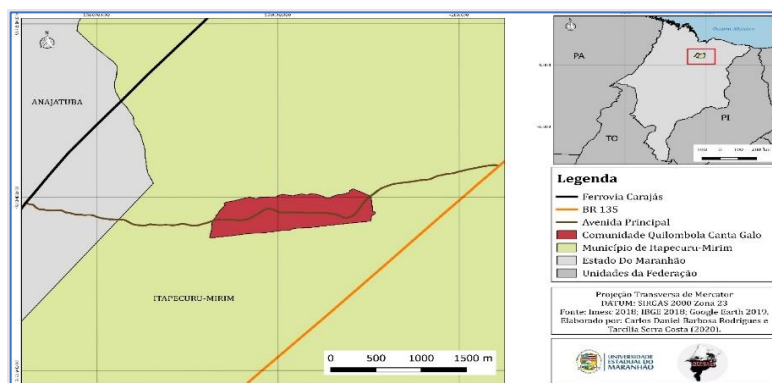 ANAJATUBA
ITAPECURU-MIRIM
0 500 1000 1500 m
PA
TO
PI
Legenda
Ferrovia Carajás
BR 135
Avenida Principal
Comunidade Quilombola Canta Galo
Município de Itapecuru-Mirim
Estado Do Maranhão
Unidades da Federação
Projeção Transversa de Mercator
DATUM: SIRGAS 2000 Zona 23
Fonte: Imesc 2018; IBGE 2018; Google Earth 2019.
Elaborado por: Carlos Daniel Barbosa Rodrigues e
Tarcilia Serra Costa (2020).
UNIVERSIDADE
ESTADUAL DO
MARANHÃO